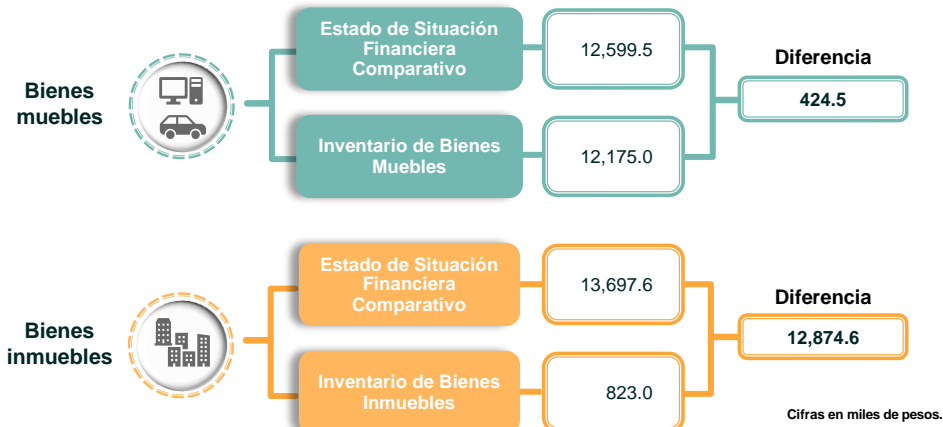 Bienes
muebles
Estado de Situación
Financiera
Comparativo
12,599.5
Inventario de Bienes
Muebles
12,175.0
Diferencia
424.5
Bienes
inmuebles
Estado de Situación
Financiera
Comparativo
13,697.6
Inventario de Bienes
Inmuebles
823.0
Diferencia
12,874.6
Cifras en miles de pesos.